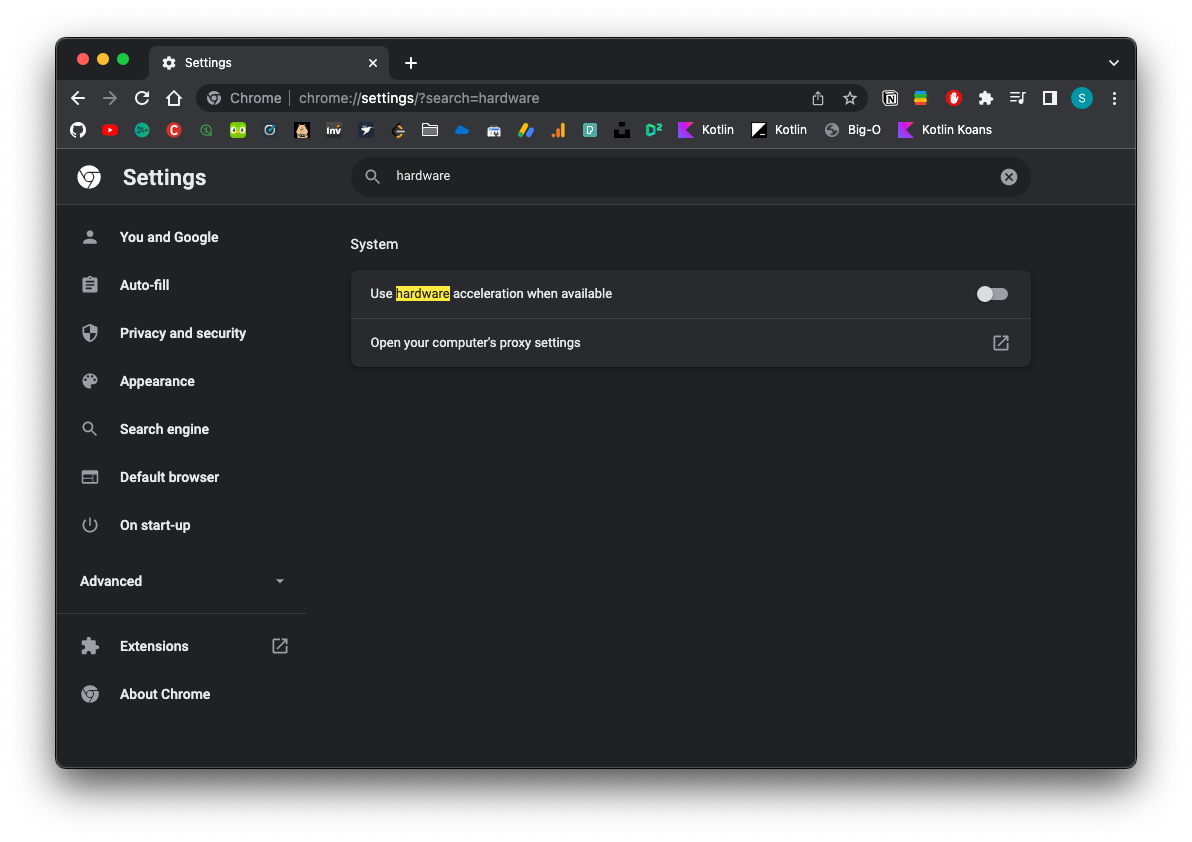 Settings
Chrome
chrome://settings/?search=hardware
S
inv
Kotlin
Kotlin
Big-O
Kotlin Koans
Settings
hardware
You and Google
Auto-fill
Privacy and security
Appearance
Search engine
Default browser
On start-up
Advanced
Extensions
About Chrome
System
Use hardware acceleration when available
Open your computer's proxy settings